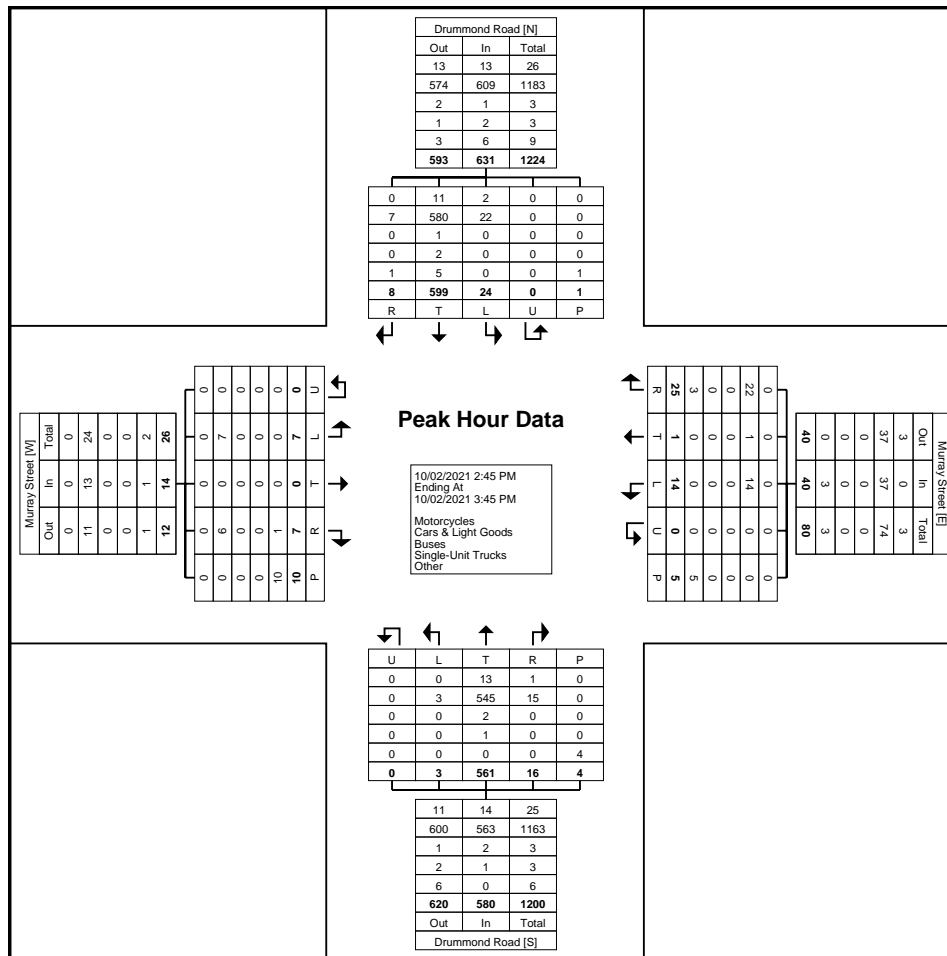 Drummond Road [N]
Out In Total
13 13 26
574 609 1183
2 1 3
1 2 3
3 6 9
593 631 1224
0 11 2 0 0
7 580 22 0 0
0 1 0 0 0
0 2 0 0 0
1 5 0 0 1
8 599 24 0 1
R T L U P
Murray Street [W]
Out In Total
0 0 0
11 13 24
0 0 0
0 0 0
1 1 2
12 14 26
0 0 0 0 0
0 6 0 7 0
0 0 0 0 0
0 0 0 0 0
10 1 0 0 0
10 7 0 7 0
P R T L U
Peak Hour Data
10/02/2021 2:45 PM
Ending At
10/02/2021 3:45 PM
Motorcycles
Cars & Light Goods
Buses
Single-Unit Trucks
Other
Murray Street [E]
Out In Total
3 0 3
37 37 74
0 0 0
0 0 0
0 3 3
40 40 80
0 0 0 0 0
22 1 14 0 0
0 0 0 0 0
0 0 0 0 0
3 0 0 0 5
25 1 14 0 5
R T L U P
U L T R P
0 0 13 1 0
0 3 545 15 0
0 0 2 0 0
0 0 1 0 0
0 0 0 0 4
0 3 561 16 4
11 14 25
600 563 1163
1 2 3
2 1 3
6 0 6
620 580 1200
Out In Total
Drummond Road [S]